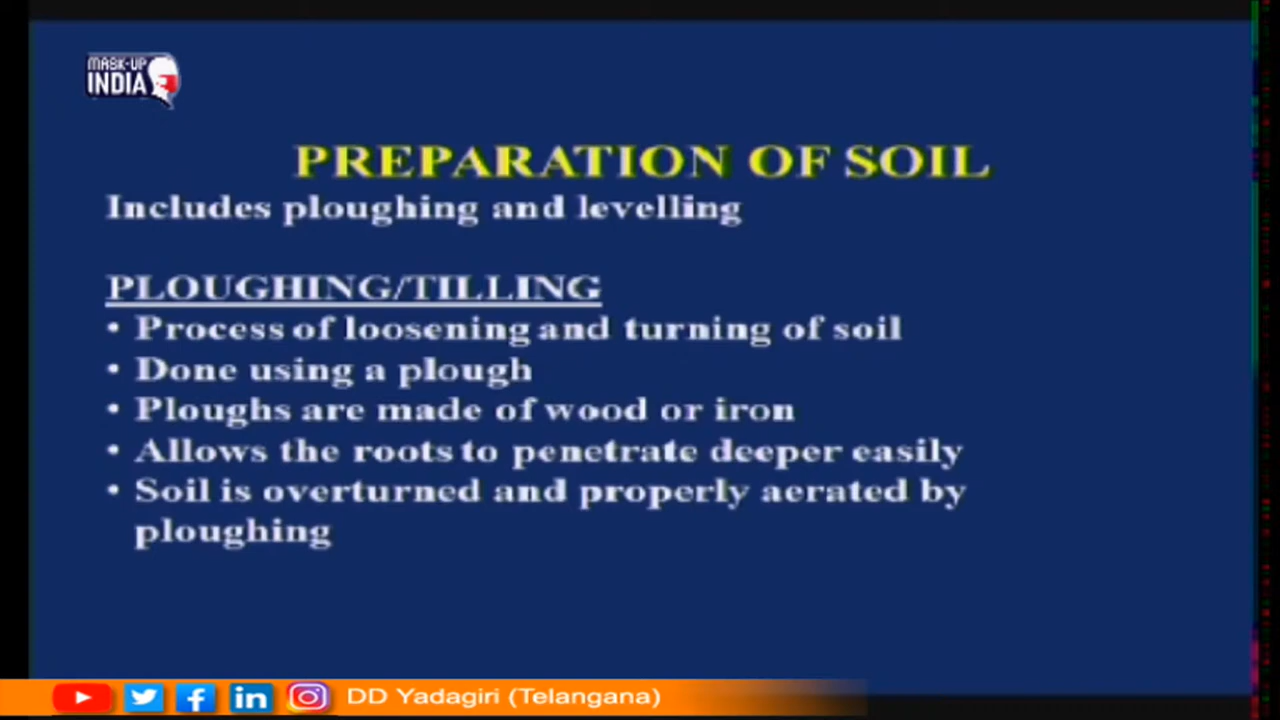 MASK-UP
INDIA
PREPARATION OF SOIL
Includes ploughing and levelling
PLOUGHING/TILLING
• Process of loosening and turning of soil
• Done using a plough
• Ploughs are made of wood or iron
• Allows the roots to penetrate deeper easily
• Soil is overturned and properly aerated by
ploughing
DD Yadagiri (Telangana)